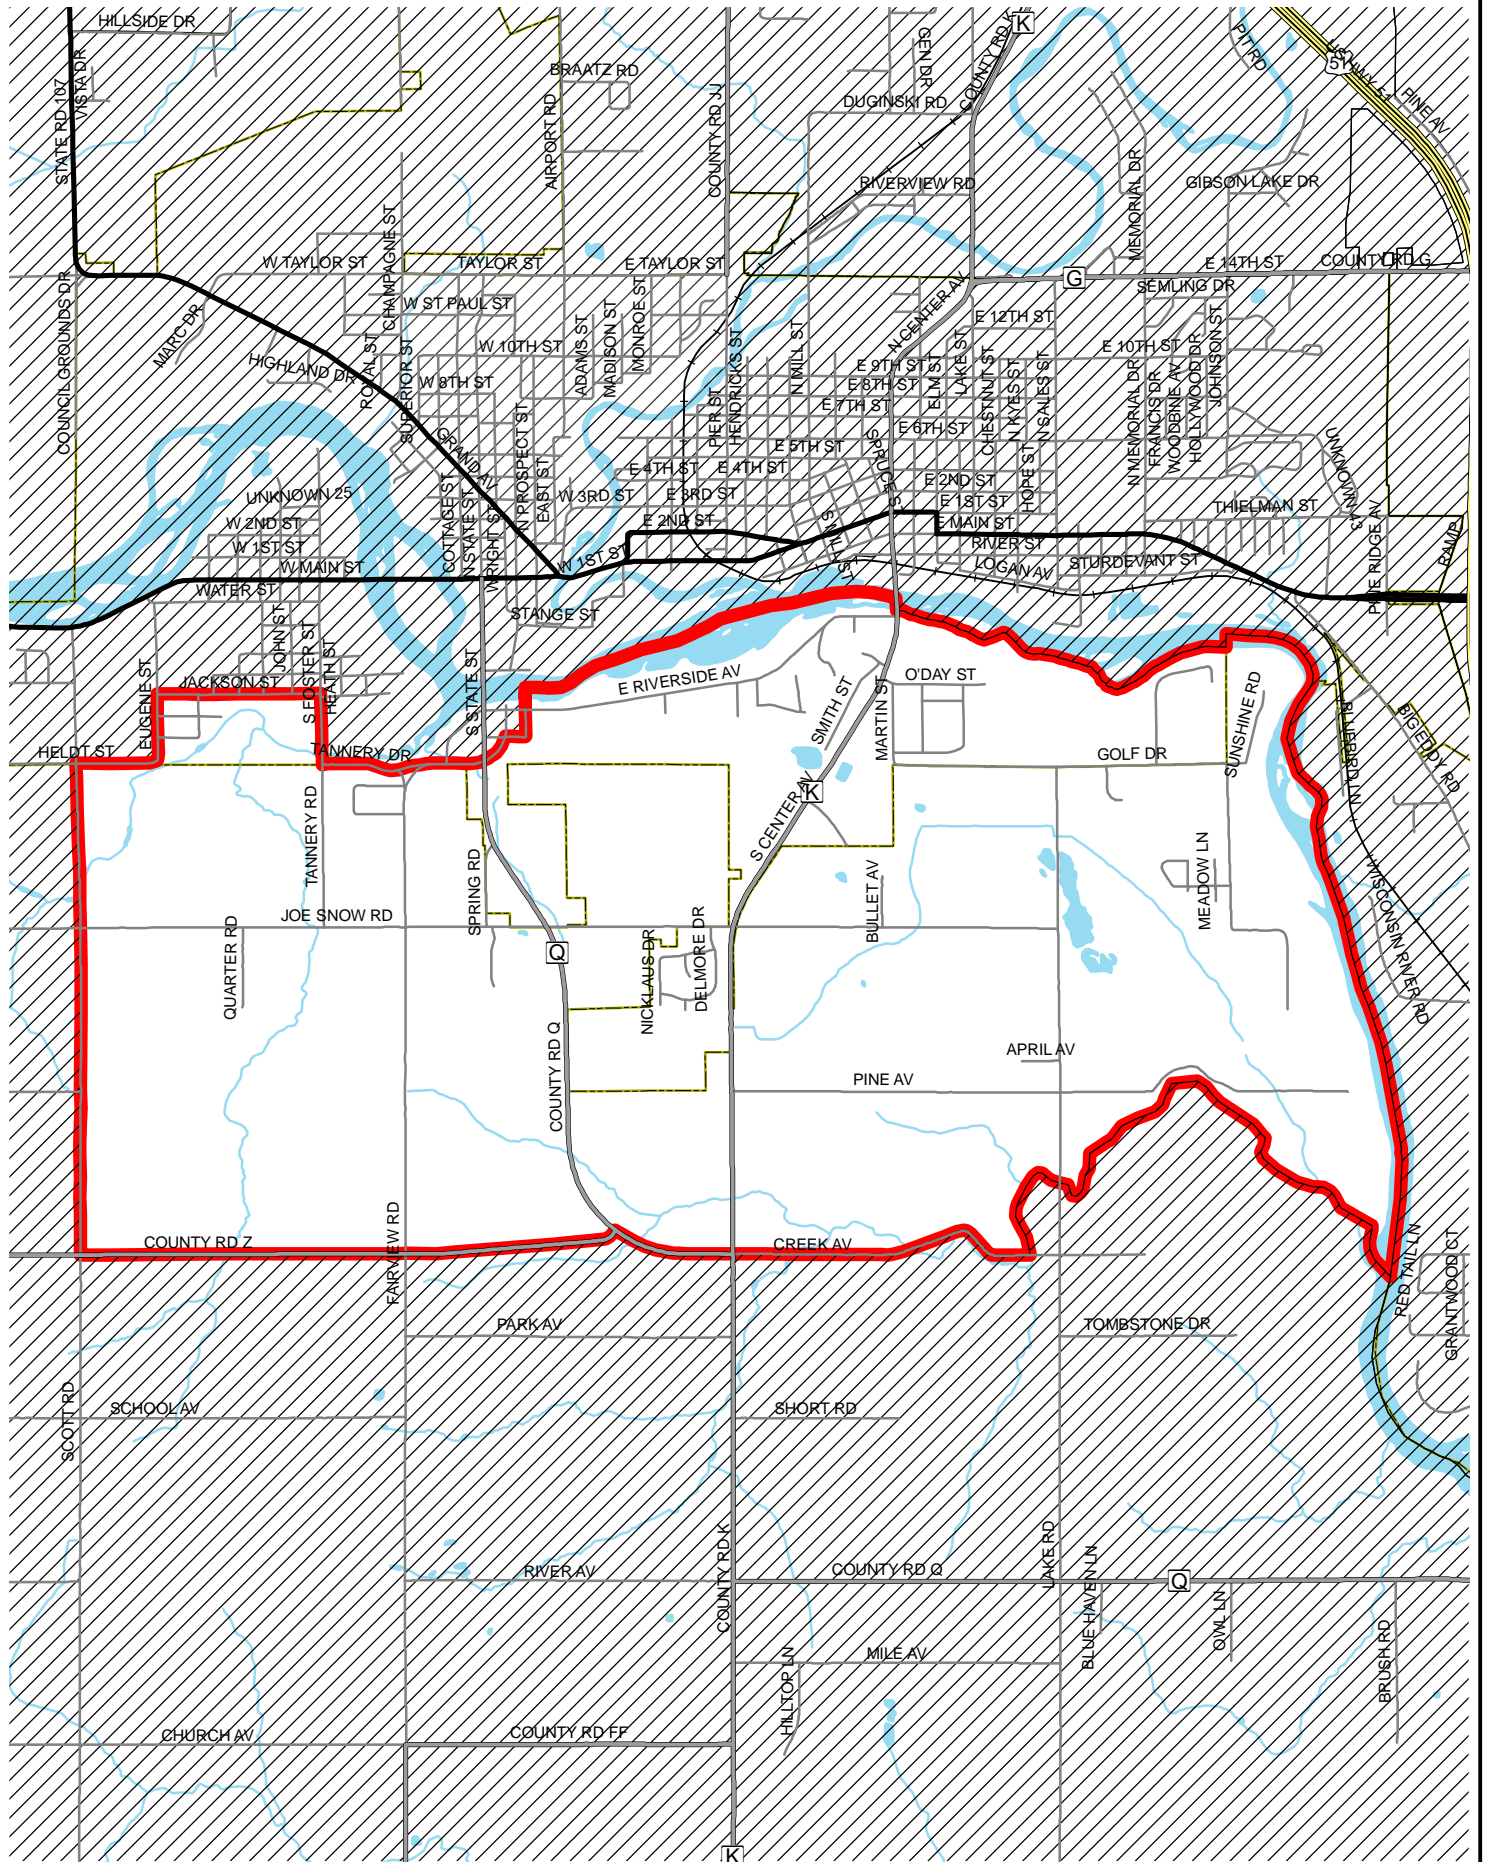 HILLSIDE DR
VISTA DR
STATE RD 107
BRAATZ RD
AIRPORT RD
COUNTY RD JJ
GEN DR
DUGINSKI RD
COUNTY RD K
K
PIT RD
US HWY 51
51
PINE AV
RIVERVIEW RD
MEMORIAL DR
GIBSON LAKE DR
COUNCIL GROUNDS DR
W TAYLOR ST
CHAMPAGNE ST
TAYLOR ST
E TAYLOR ST
G
E 14TH ST
COUNTY RD G
SEMLING DR
MARC DR
W ST PAUL ST
ADAMS ST
MADISON ST
MONROE ST
N CENTER AV
E 12TH ST
JOHNSON ST
HIGHLAND DR
ROYAL ST
SUPERIOR ST
W 10TH ST
HENDRICKS ST
PIER ST
N MILL ST
E 9TH ST
E 10TH ST
W 8TH ST
E 8TH ST
ELM ST
LAKE ST
CHESTNUT ST
N KYES ST
N SALES ST
N MEMORIAL DR
FRANCIS DR
WOODBINE AV
HOLLYWOOD DR
E 7TH ST
E 6TH ST
GRAND AV
N PROSPECT ST
EAST ST
E 5TH ST
SPRUCE S
E 4TH ST
E 4TH ST
HOPE ST
E 2ND ST
UNKNOWN 43
UNKNOWN 25
COTTAGE ST
N STATE ST
WRIGHT ST
W 3RD ST
E 3RD ST
E 1ST ST
THIELMAN ST
W 2ND ST
E 2ND ST
S MILL ST
E MAIN ST
PINE RIDGE AV
RAMP
W 1ST ST
W 1ST ST
RIVER ST
W MAIN ST
LOGAN AV
STURDEVANT ST
WATER ST
STANGE ST
JOHN ST
S FOSTER ST
HEATH ST
EUGENE ST
JACKSON ST
S STATE ST
E RIVERSIDE AV
SMITH ST
MARTIN ST
O'DAY ST
SUNSHINE RD
BLUEBIRD LN
BIG EDDY RD
HELDT ST
TANNERY DR
GOLF DR
TANNERY RD
K
S CENTER AV
SPRING RD
BULLET AV
MEADOW LN
WISCONSIN RIVER RD
JOE SNOW RD
QUARTER RD
Q
NICKLAUS DR
DELMORE DR
COUNTY RD Q
APRIL AV
PINE AV
FAIRVIEW RD
COUNTY RD Z
CREEK AV
RED TAIL LN
GRANTWOOD CT
PARK AV
TOMBSTONE DR
SCOTT RD
SCHOOL AV
SHORT RD
COUNTY RD K
LAKE RD
RIVER AV
COUNTY RD Q
Q
BLUE HAVEN LN
OWL LN
BRUSH RD
HILLTOP LN
MILE AV
CHURCH AV
COUNTY RD FF
K